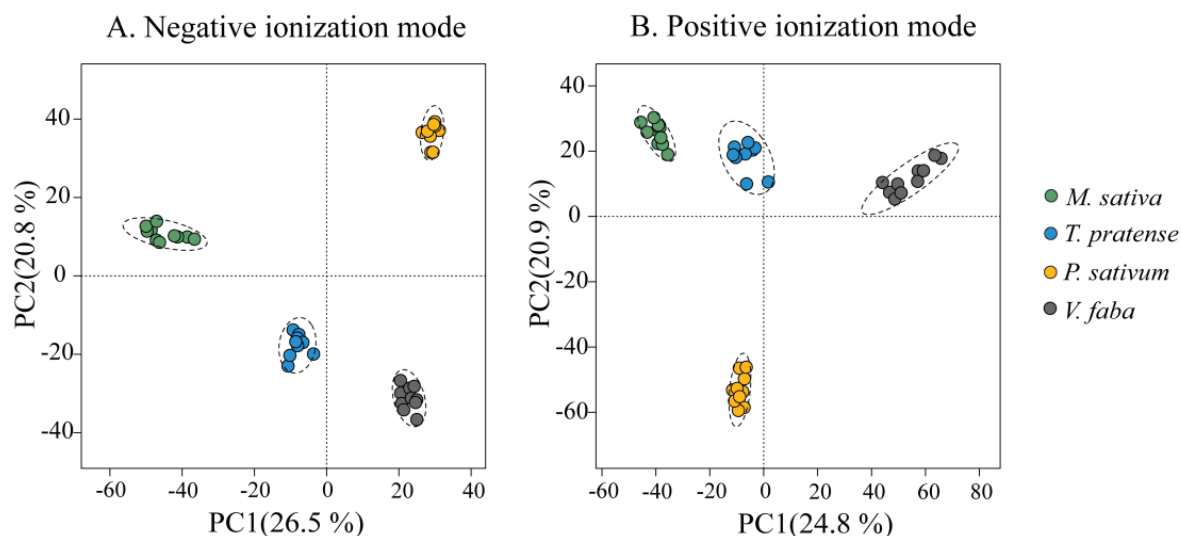 A. Negative ionization mode
PC2(20.8 %)
40
20
0
-20
-40
-60
-40
-20
0
20
40
PC1(26.5 %)
B. Positive ionization mode
PC2(20.9 %)
40
20
0
-20
-40
-60
-60
-40
-20
0
20
40
60
80
PC1(24.8 %)
M. sativa
T. pratense
P. sativum
V. faba